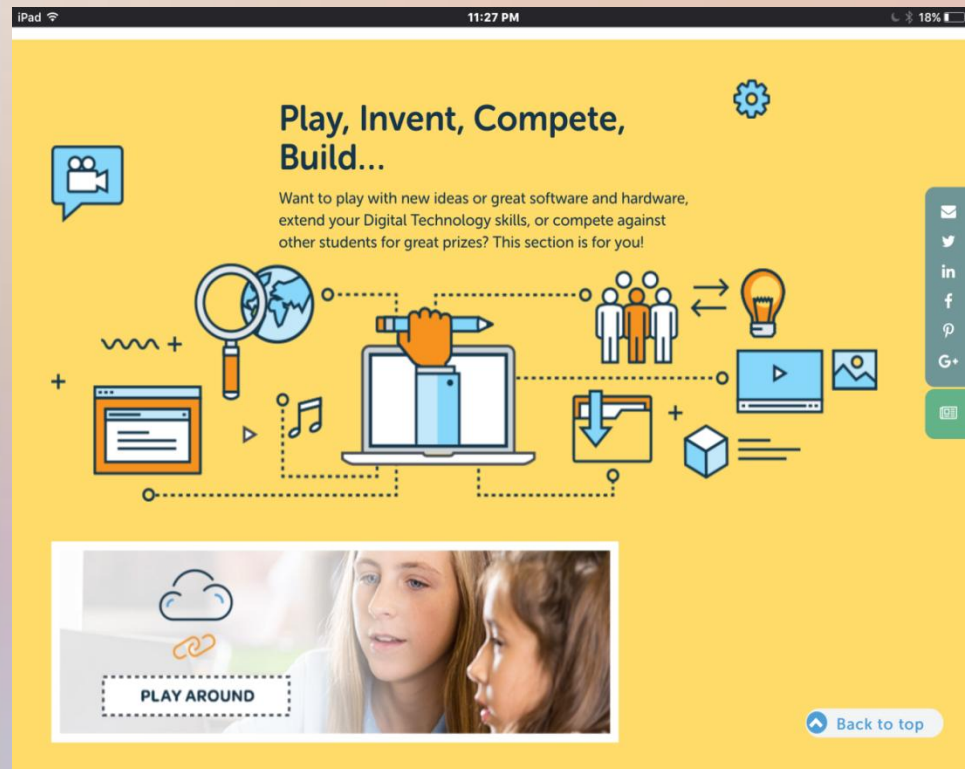 iPad 11:27 PM 18%
Play, Invent, Compete,
Build...
Want to play with new ideas or great software and hardware,
extend your Digital Technology skills, or compete against
other students for great prizes? This section is for you!
in
f
G+
PLAY AROUND
Back to top